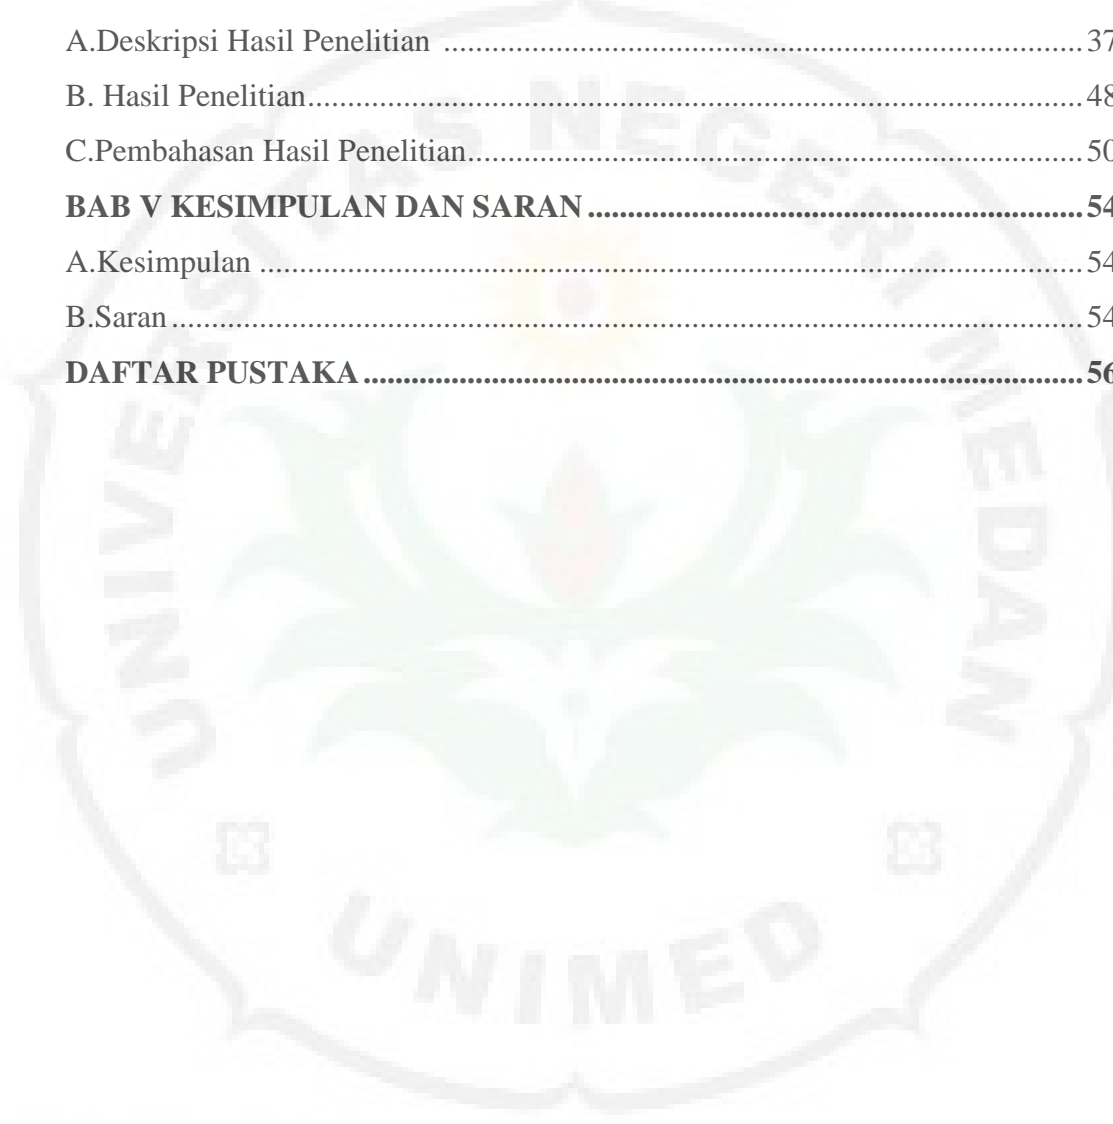 A.Deskripsi Hasil Penelitian ................................................................................ 37
B. Hasil Penelitian................................................................................................. 48
C.Pembahasan Hasil Penelitian............................................................................. 50
BAB V KESIMPULAN DAN SARAN .............................................................. 54
A.Kesimpulan ....................................................................................................... 54
B.Saran .................................................................................................................. 54
DAFTAR PUSTAKA .......................................................................................... 56
UNIVERSITAS NEGERI MEDAN
UNIMED